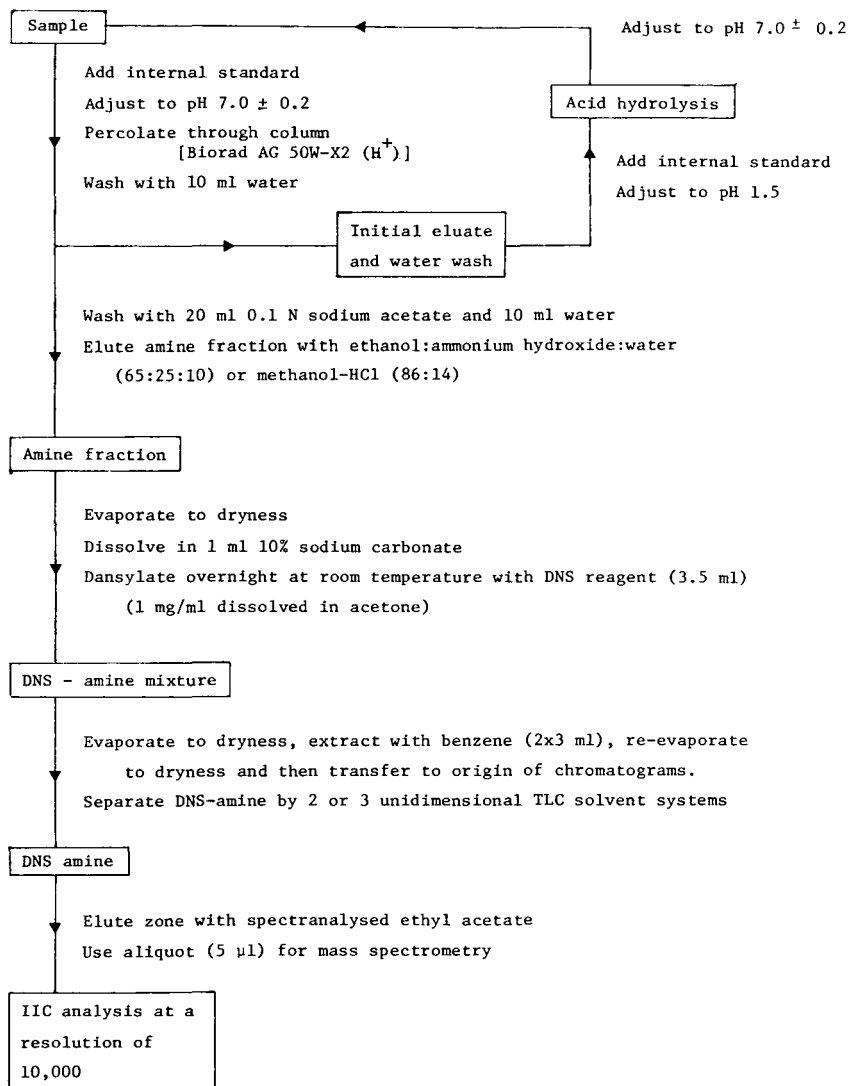 Sample
Adjust to pH 7.0 ± 0.2
Add internal standard
Adjust to pH 7.0 ± 0.2
Percolate through column
[Biorad AG 50W-X2 (H+)]
Wash with 10 ml water
Acid hydrolysis
Add internal standard
Adjust to pH 1.5
Initial eluate
and water wash
Wash with 20 ml 0.1 N sodium acetate and 10 ml water
Elute amine fraction with ethanol:ammonium hydroxide:water
(65:25:10) or methanol-HCl (86:14)
Amine fraction
Evaporate to dryness
Dissolve in 1 ml 10% sodium carbonate
Dansylate overnight at room temperature with DNS reagent (3.5 ml)
(1 mg/ml dissolved in acetone)
DNS - amine mixture
Evaporate to dryness, extract with benzene (2x3 ml), re-evaporate
to dryness and then transfer to origin of chromatograms.
Separate DNS-amine by 2 or 3 unidimensional TLC solvent systems
DNS amine
Elute zone with spectranalysed ethyl acetate
Use aliquot (5 µl) for mass spectrometry
IIC analysis at a
resolution of
10,000